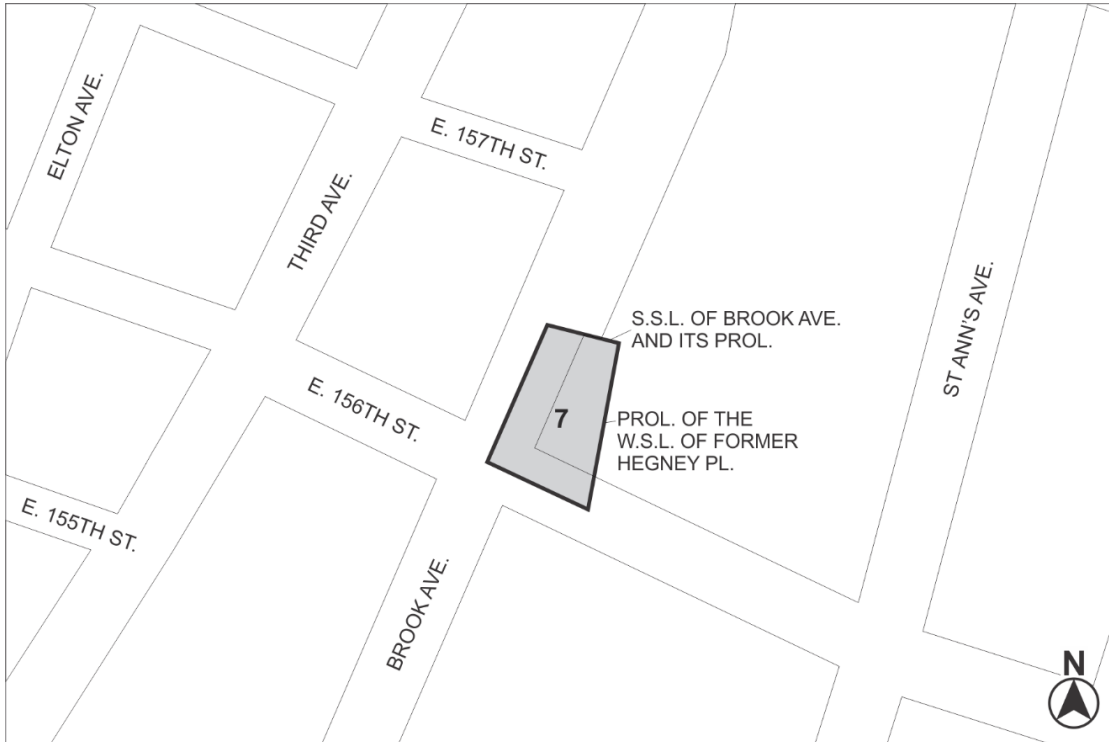 ELTON AVE.
E. 157TH ST.
THIRD AVE.
ST ANN'S AVE.
S.S.L. OF BROOK AVE.
AND ITS PROL.
E. 156TH ST.
7
PROL. OF THE
W.S.L. OF FORMER
HEGNEY PL.
E. 155TH ST.
BROOK AVE.
N